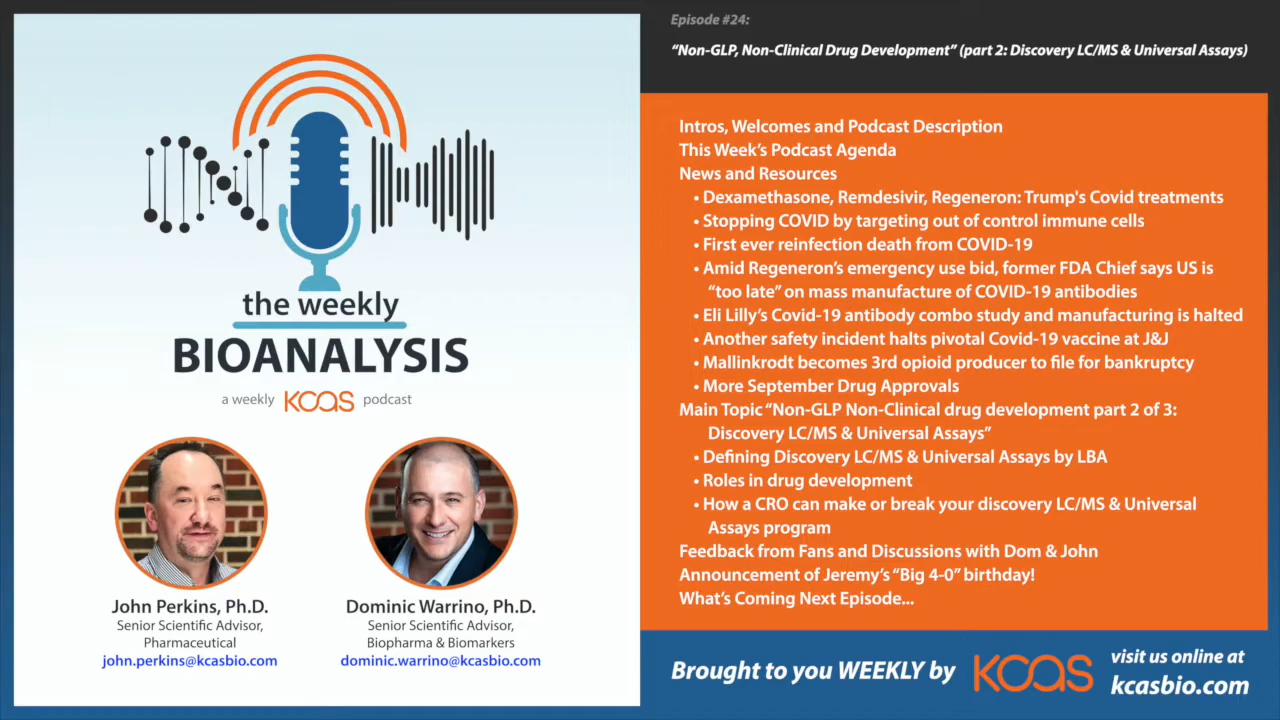 the weekly
BIOANALYSIS
a weekly KCAS podcast
John Perkins, Ph.D.
Senior Scientific Advisor,
Pharmaceutical
john.perkins@kcasbio.com
Dominic Warrino, Ph.D.
Senior Scientific Advisor,
Biopharma & Biomarkers
dominic.warrino@kcasbio.com
Episode #24:
“Non-GLP, Non-Clinical Drug Development” (part 2: Discovery LC/MS & Universal Assays)
Intros, Welcomes and Podcast Description
This Week’s Podcast Agenda
News and Resources
• Dexamethasone, Remdesivir, Regeneron: Trump's Covid treatments
• Stopping COVID by targeting out of control immune cells
• First ever reinfection death from COVID-19
• Amid Regeneron’s emergency use bid, former FDA Chief says US is
“too late” on mass manufacture of COVID-19 antibodies
• Eli Lilly’s Covid-19 antibody combo study and manufacturing is halted
• Another safety incident halts pivotal Covid-19 vaccine at J&J
• Mallinkrodt becomes 3rd opioid producer to file for bankruptcy
• More September Drug Approvals
Main Topic “Non-GLP Non-Clinical drug development part 2 of 3:
Discovery LC/MS & Universal Assays”
• Defining Discovery LC/MS & Universal Assays by LBA
• Roles in drug development
• How a CRO can make or break your discovery LC/MS & Universal
Assays program
Feedback from Fans and Discussions with Dom & John
Announcement of Jeremy’s “Big 4-0” birthday!
What’s Coming Next Episode...
Brought to you WEEKLY by KCAS
visit us online at
kcasbio.com